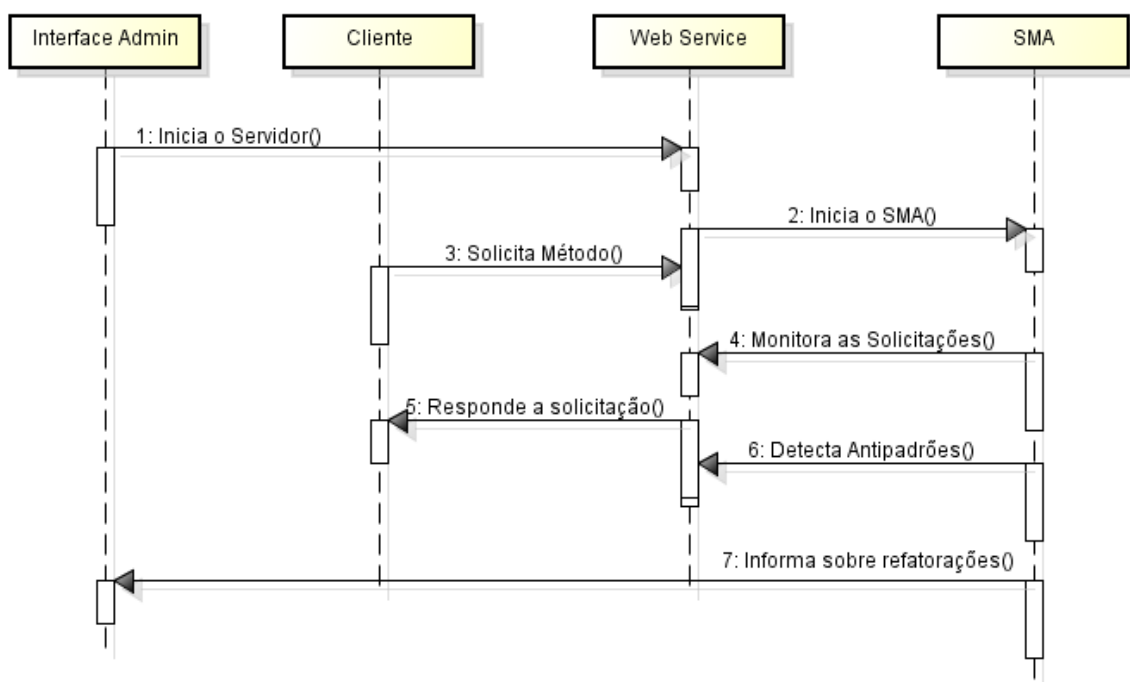 Interface Admin
Cliente
Web Service
SMA
1: Inicia o Servidor()
2: Inicia o SMA()
3: Solicita Método()
4: Monitora as Solicitações()
5: Responde a solicitação()
6: Detecta Antipadrões()
7: Informa sobre refatorações()